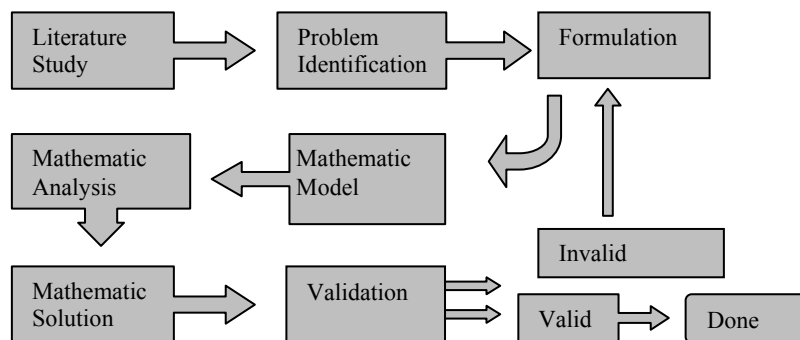 Literature
Study
Problem
Identification
Formulation
Mathematic
Analysis
Mathematic
Model
Invalid
Mathematic
Solution
Validation
Valid
Done